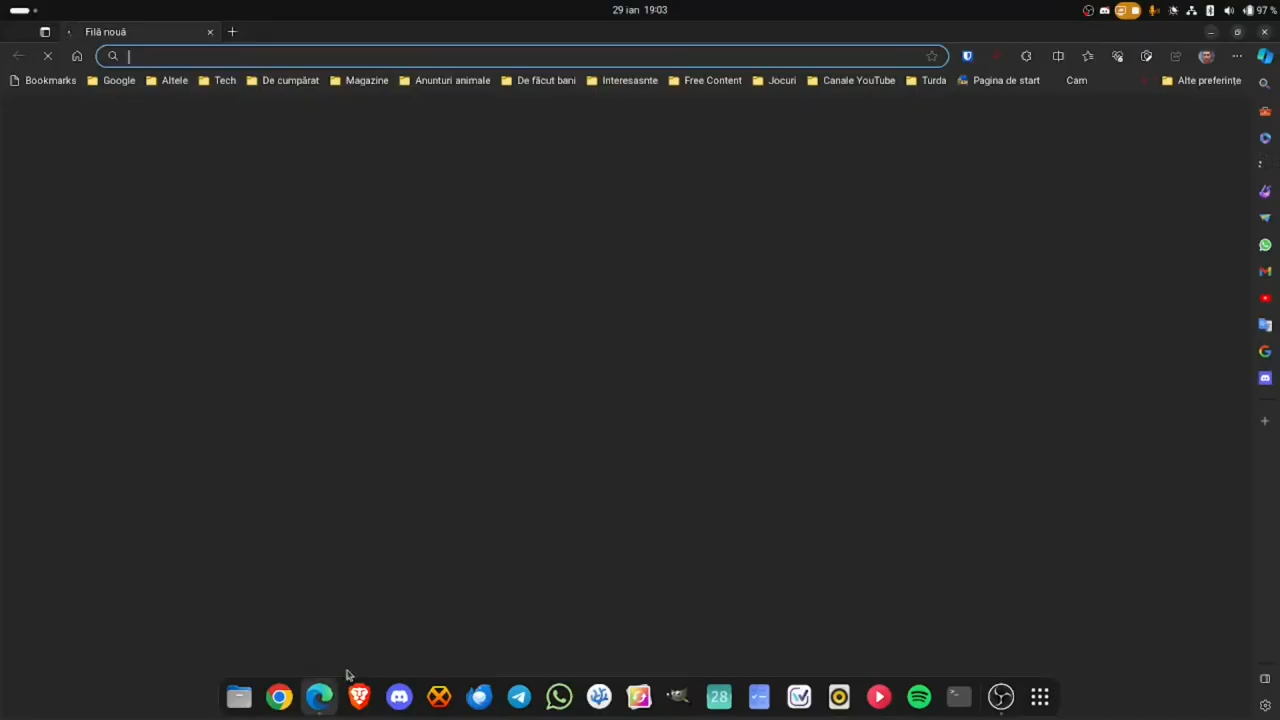 29 ian 19:03
97 %
Filă nouă
Bookmarks Google Altele Tech De cumpărat Magazine Anunturi animale De făcut bani Interesasnte Free Content Jocuri Canale YouTube Turda Pagina de start Cam Alte preferințe
28